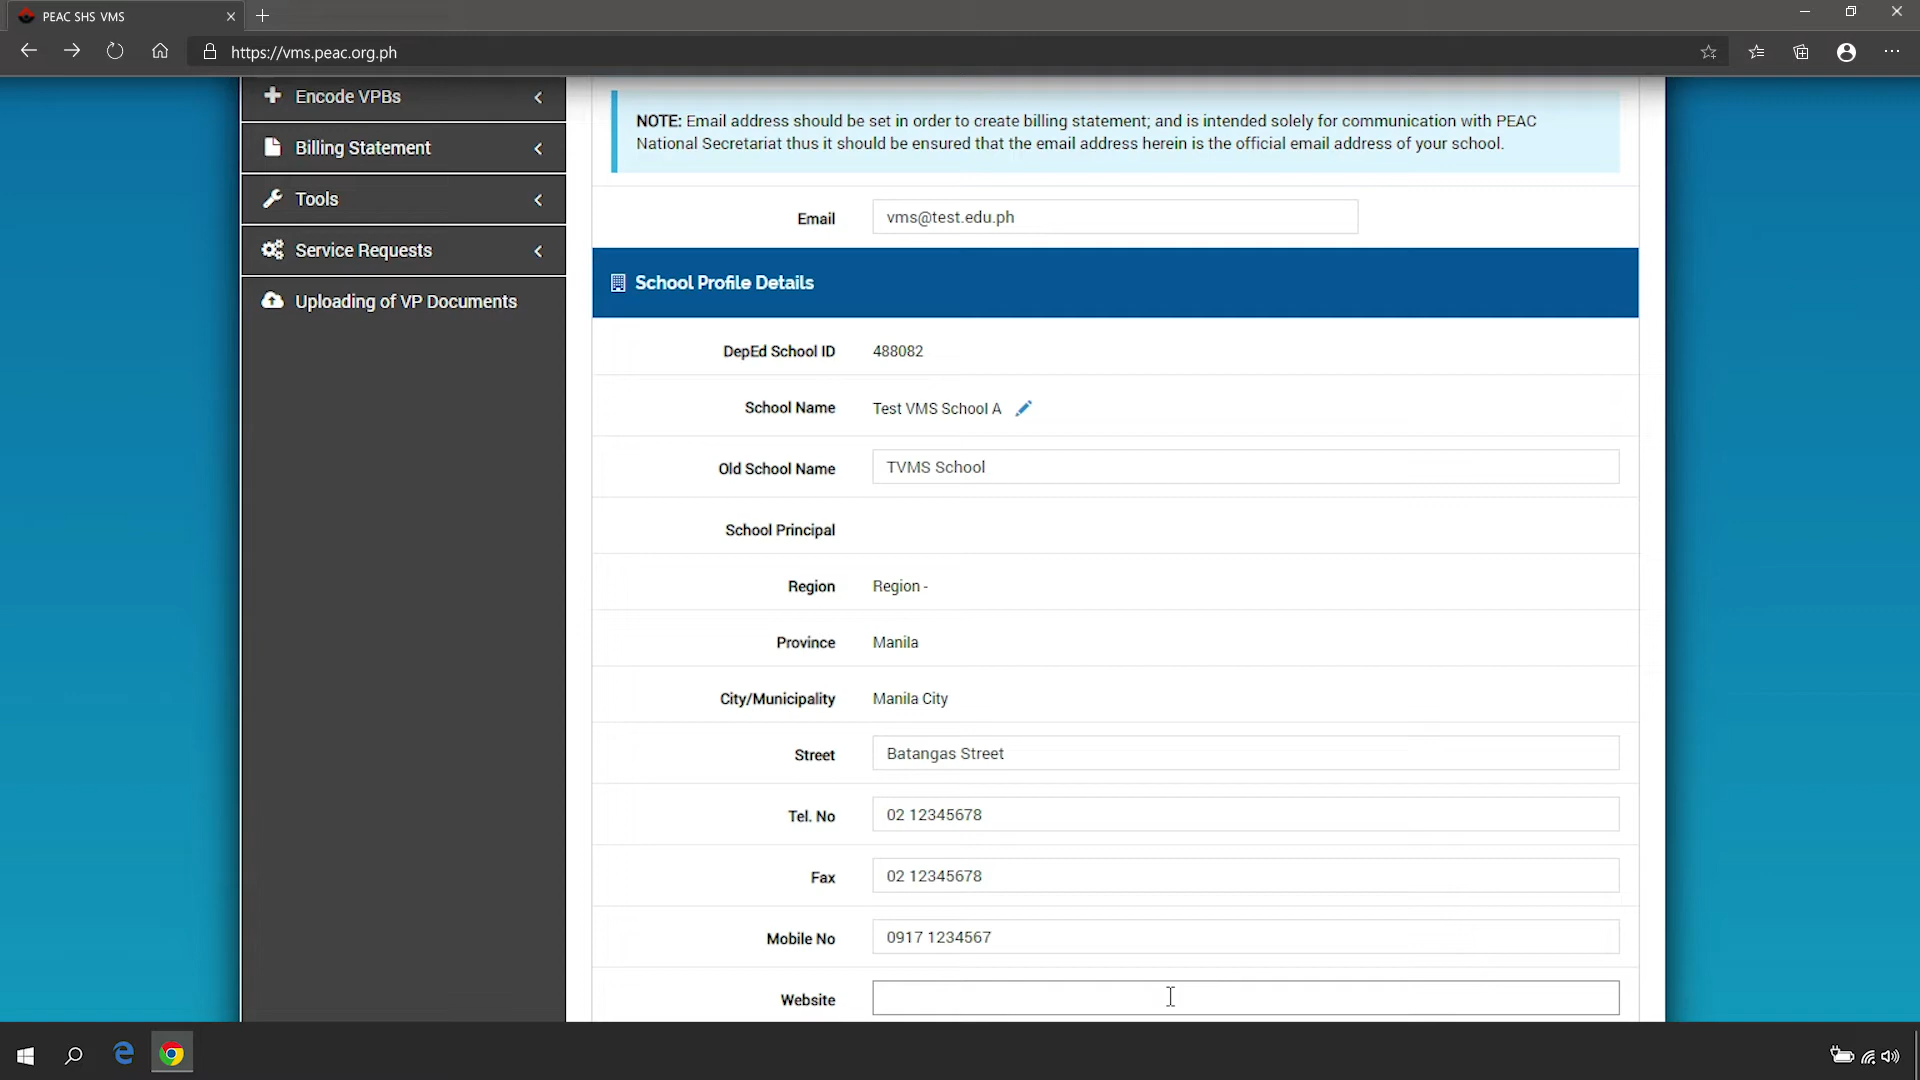 PEAC SHS VMS
https://vms.peac.org.ph
Encode VPBs
Billing Statement
Tools
Service Requests
Uploading of VP Documents
NOTE: Email address should be set in order to create billing statement; and is intended solely for communication with PEAC
National Secretariat thus it should be ensured that the email address herein is the official email address of your school.
Email vms@test.edu.ph
School Profile Details
DepEd School ID 488082
School Name Test VMS School A
Old School Name TVMS School
School Principal
Region Region -
Province Manila
City/Municipality Manila City
Street Batangas Street
Tel. No 02 12345678
Fax 02 12345678
Mobile No 0917 1234567
Website